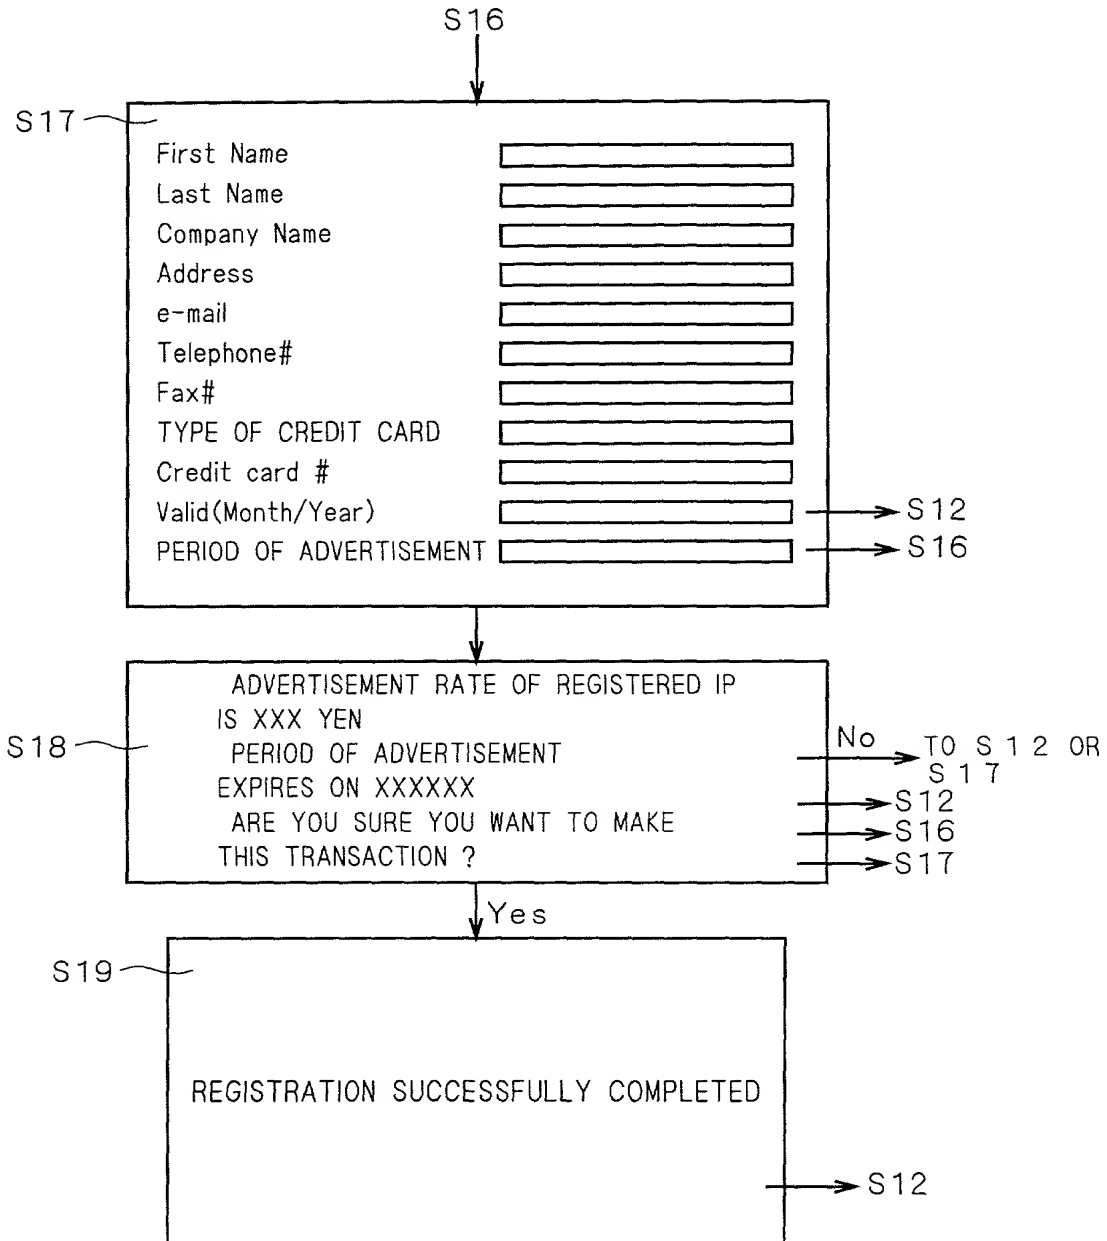 S16
S17
First Name
Last Name
Company Name
Address
e-mail
Telephone#
Fax#
TYPE OF CREDIT CARD
Credit card #
Valid(Month/Year)
S12
PERIOD OF ADVERTISEMENT
S16
S18
ADVERTISEMENT RATE OF REGISTERED IP
IS XXX YEN
PERIOD OF ADVERTISEMENT
EXPIRES ON XXXXXX
ARE YOU SURE YOU WANT TO MAKE
THIS TRANSACTION ?
No
TO S12 OR
S17
S12
S16
S17
Yes
S19
REGISTRATION SUCCESSFULLY COMPLETED
S12